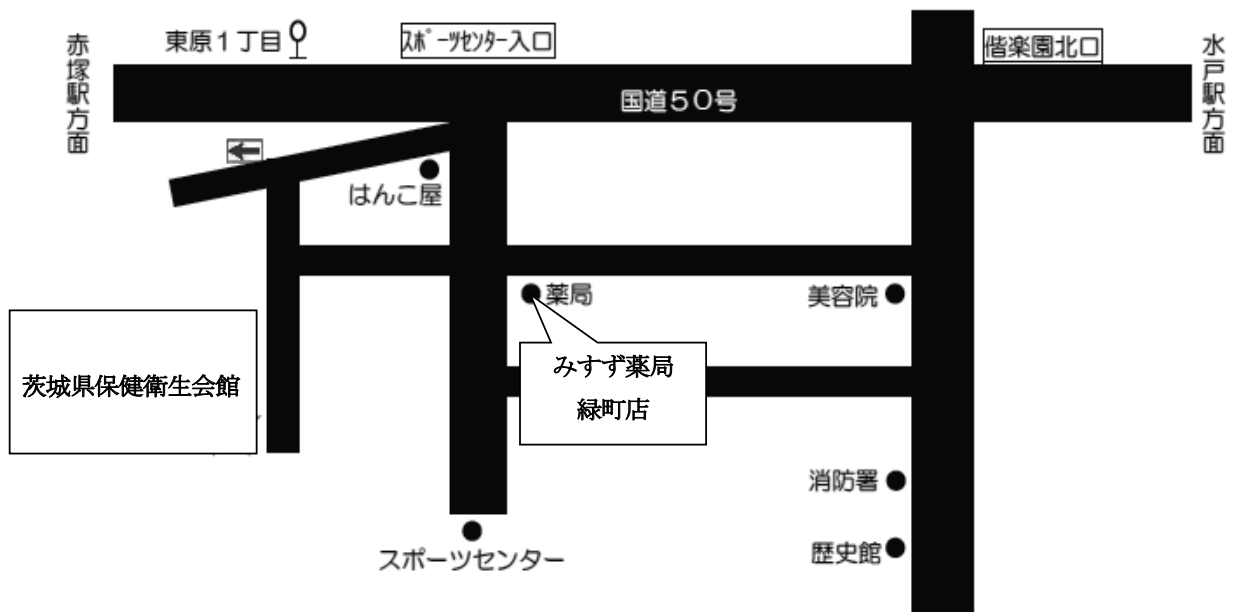 東原1丁目
スポーツセンター入口
偕楽園北口
赤塚駅方面
水戸駅方面
国道50号
はんこ屋
薬局
美容院
みすず薬局
緑町店
茨城県保健衛生会館
消防署
歴史館
スポーツセンター